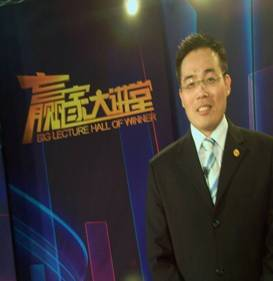 赢家大讲堂
BIG LECTURE HALL OF WINNER